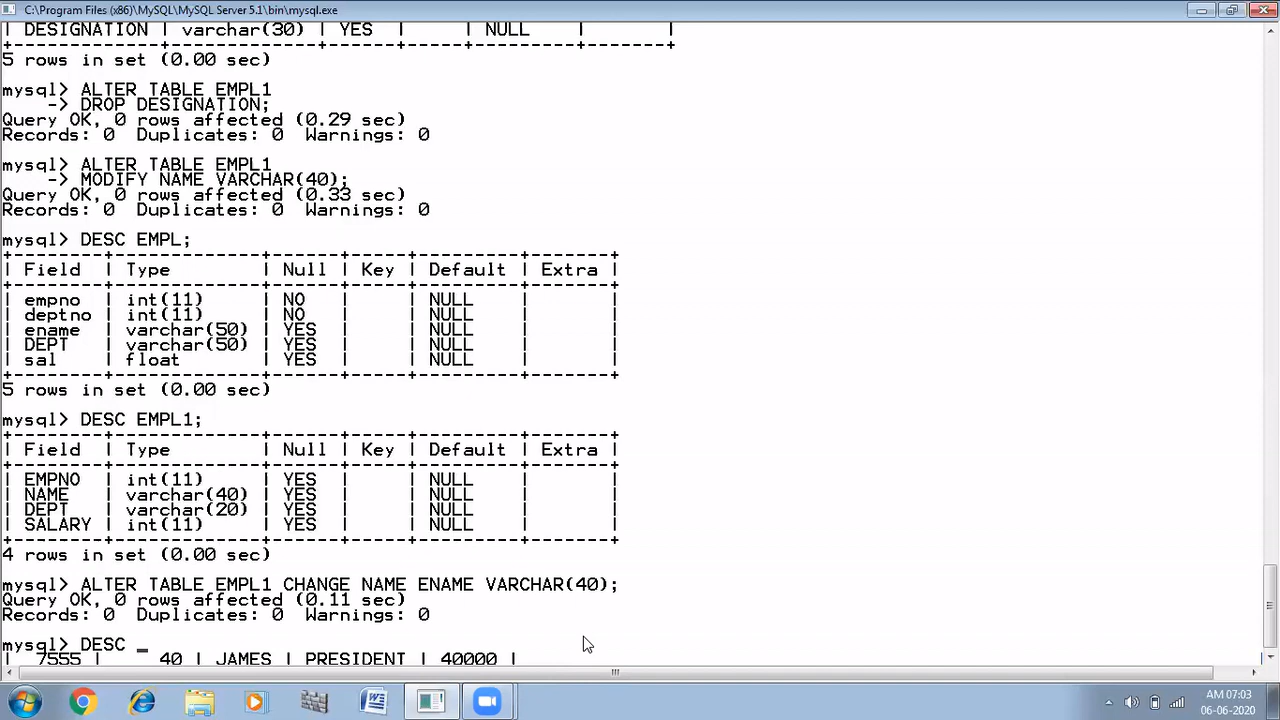 C:\Program Files (x86)\MySQL\MySQL Server 5.1\bin\mysql.exe
| DESIGNATION | varchar(30) | YES  |     | NULL    |       |
+-------------+-------------+------+-----+---------+-------+
5 rows in set (0.00 sec)
mysql> ALTER TABLE EMPL1
    -> DROP DESIGNATION;
Query OK, 0 rows affected (0.29 sec)
Records: 0  Duplicates: 0  Warnings: 0
mysql> ALTER TABLE EMPL1
    -> MODIFY NAME VARCHAR(40);
Query OK, 0 rows affected (0.33 sec)
Records: 0  Duplicates: 0  Warnings: 0
mysql> DESC EMPL;
+--------+-------------+------+-----+---------+-------+
| Field  | Type        | Null | Key | Default | Extra |
+--------+-------------+------+-----+---------+-------+
| empno  | int(11)     | NO   |     | NULL    |       |
| deptno | int(11)     | NO   |     | NULL    |       |
| ename  | varchar(50) | YES  |     | NULL    |       |
| DEPT   | varchar(50) | YES  |     | NULL    |       |
| sal    | float       | YES  |     | NULL    |       |
+--------+-------------+------+-----+---------+-------+
5 rows in set (0.00 sec)
mysql> DESC EMPL1;
+--------+-------------+------+-----+---------+-------+
| Field  | Type        | Null | Key | Default | Extra |
+--------+-------------+------+-----+---------+-------+
| EMPNO  | int(11)     | YES  |     | NULL    |       |
| NAME   | varchar(40) | YES  |     | NULL    |       |
| DEPT   | varchar(20) | YES  |     | NULL    |       |
| SALARY | int(11)     | YES  |     | NULL    |       |
+--------+-------------+------+-----+---------+-------+
4 rows in set (0.00 sec)
mysql> ALTER TABLE EMPL1 CHANGE NAME ENAME VARCHAR(40);
Query OK, 0 rows affected (0.11 sec)
Records: 0  Duplicates: 0  Warnings: 0
mysql> DESC _
|  7555 |     40 | JAMES | PRESIDENT | 40000 |
AM 07:03
06-06-2020